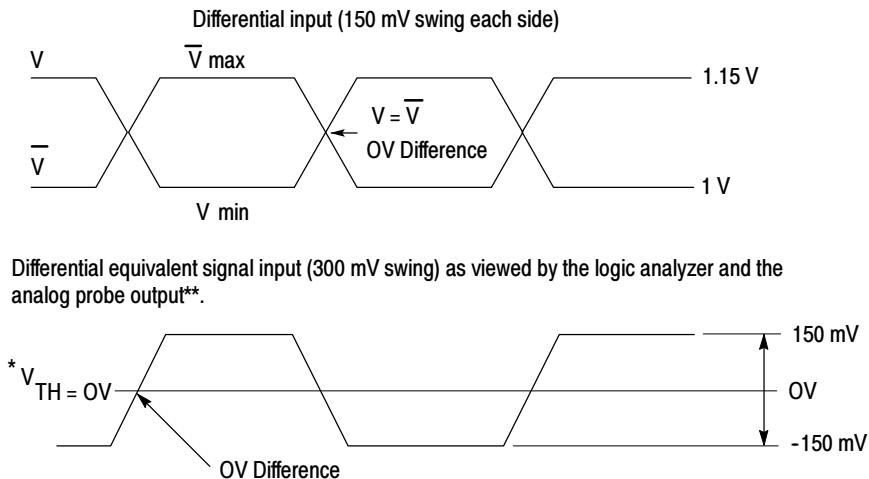 Differential input (150 mV swing each side)
V
V̅ max
1.15 V
V = V̅
OV Difference
V̅
1 V
V min
Differential equivalent signal input (300 mV swing) as viewed by the logic analyzer and the
analog probe output**.
150 mV
* V TH = OV
OV
-150 mV
OV Difference